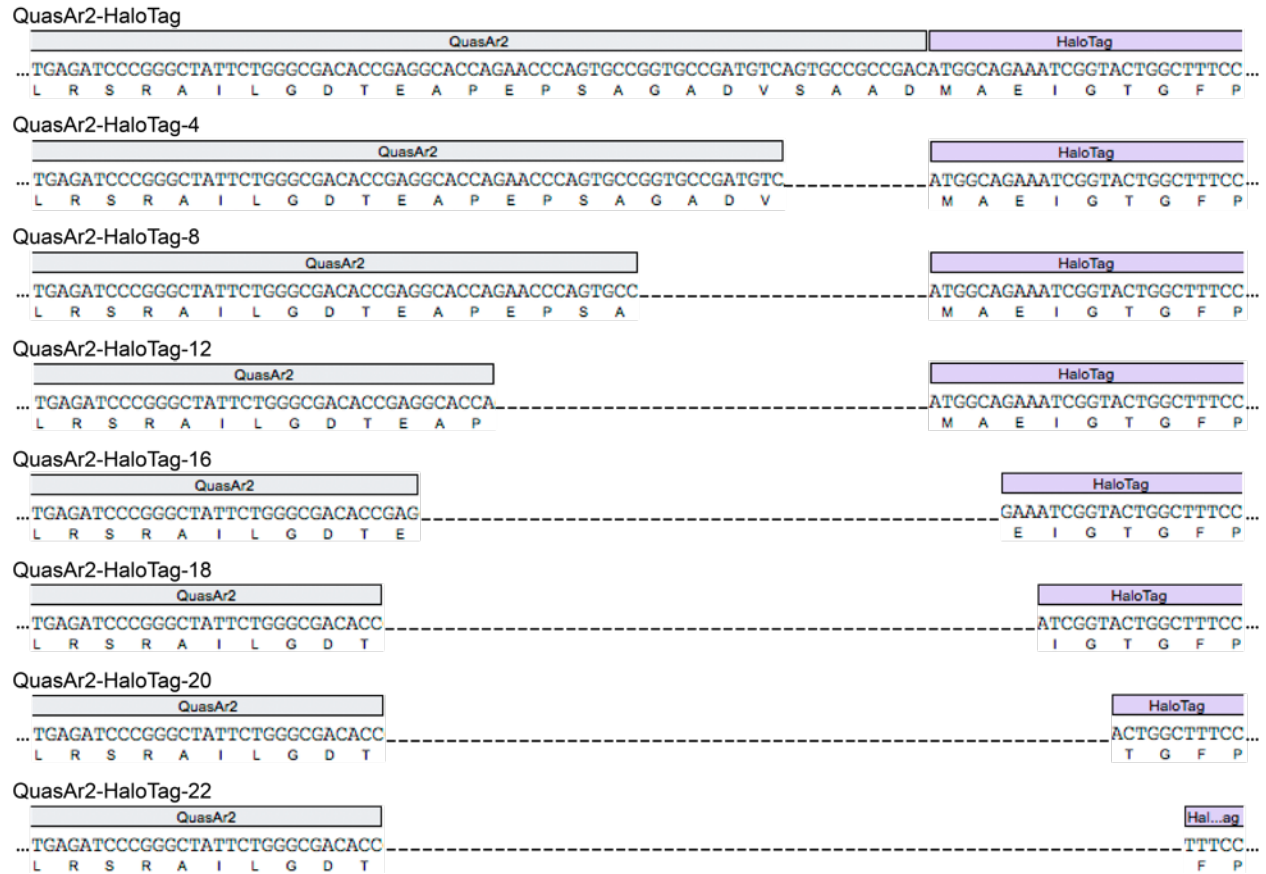 QuasAr2-HaloTag
QuasAr2 HaloTag
...TGAGATCCCGGGCTATTCTGGGCGACACCGAGGCACCAGAACCCAGTGCCGGTGCCGATGTCAGTGCCGCCGACATGGCAGAAATCGGTACTGGCTTTCC...
L R S R A I L G D T E A P E P S A G A D V S A A D M A E I G T G F P
QuasAr2-HaloTag-4
QuasAr2 HaloTag
...TGAGATCCCGGGCTATTCTGGGCGACACCGAGGCACCAGAACCCAGTGCCGGTGCCGATGTC------------ATGGCAGAAATCGGTACTGGCTTTCC...
L R S R A I L G D T E A P E P S A G A D V M A E I G T G F P
QuasAr2-HaloTag-8
QuasAr2 HaloTag
...TGAGATCCCGGGCTATTCTGGGCGACACCGAGGCACCAGAACCCAGTGCC------------------------ATGGCAGAAATCGGTACTGGCTTTCC...
L R S R A I L G D T E A P E P S A M A E I G T G F P
QuasAr2-HaloTag-12
QuasAr2 HaloTag
...TGAGATCCCGGGCTATTCTGGGCGACACCGAGGCACCA------------------------------------ATGGCAGAAATCGGTACTGGCTTTCC...
L R S R A I L G D T E A P M A E I G T G F P
QuasAr2-HaloTag-16
QuasAr2 HaloTag
...TGAGATCCCGGGCTATTCTGGGCGACACCGAG------------------------------------------------GAAATCGGTACTGGCTTTCC...
L R S R A I L G D T E E I G T G F P
QuasAr2-HaloTag-18
QuasAr2 HaloTag
...TGAGATCCCGGGCTATTCTGGGCGACACC------------------------------------------------------ATCGGTACTGGCTTTCC...
L R S R A I L G D T I G T G F P
QuasAr2-HaloTag-20
QuasAr2 HaloTag
...TGAGATCCCGGGCTATTCTGGGCGACACC------------------------------------------------------------ACTGGCTTTCC...
L R S R A I L G D T T G F P
QuasAr2-HaloTag-22
QuasAr2 Hal...ag
...TGAGATCCCGGGCTATTCTGGGCGACACC------------------------------------------------------------------TTTCC...
L R S R A I L G D T F P